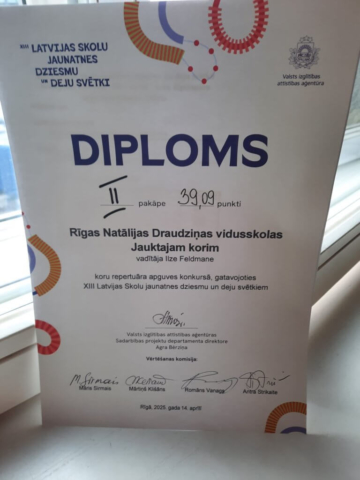 XIII LATVIJAS SKOLU
JAUNATNES
DZIESMU
UN DEJU SVĒTKI
Valsts izglītības
attīstības aģentūra
DIPLOMS
II pakāpe 39,09 punkti
Rīgas Natālijas Draudziņas vidusskolas
Jauktajam korim
vadītāja Ilze Feldmane
koru repertuāra apguves konkursā, gatavojoties
XIII Latvijas Skolu jaunatnes dziesmu un deju svētkiem
Valsts izglītības attīstības aģentūras
Sadarbības projektu departamenta direktore
Agra Bērziņa
Vērtēšanas komisija:
Māra Sirmais Mārtiņš Klišāns Romāns Vanags Arvis Strikaite
Rīgā, 2025. gada 14. aprīlī